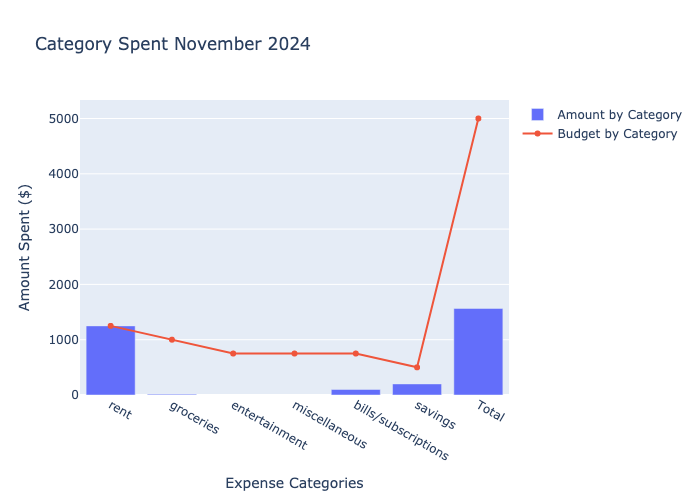 Category Spent November 2024
Amount by Category
Budget by Category
5000
4000
3000
2000
1000
0
Amount Spent ($)
rent
groceries
entertainment
miscellaneous
bills/subscriptions
savings
Total
Expense Categories